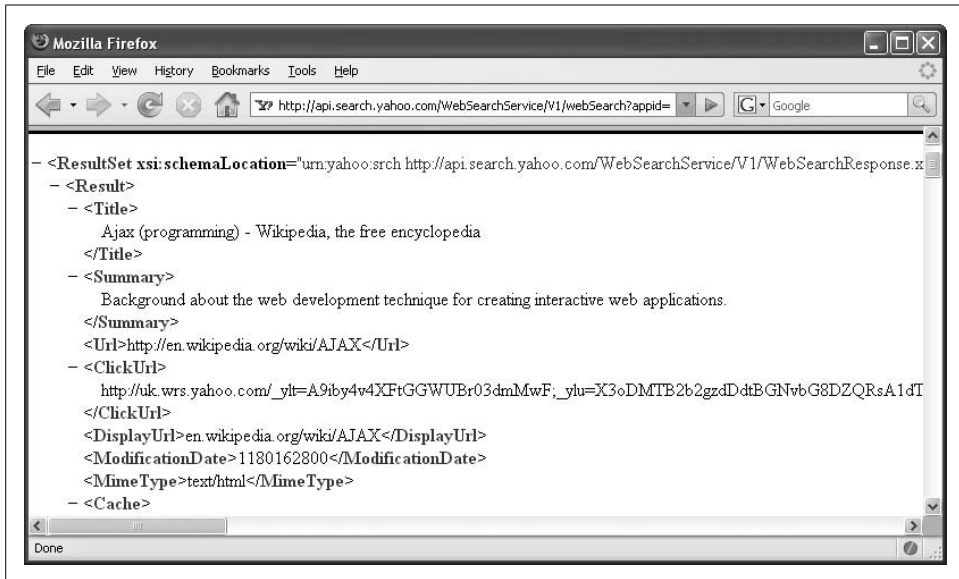 Mozilla Firefox
File Edit View History Bookmarks Tools Help
http://api.search.yahoo.com/WebSearchService/V1/webSearch?appid= G Google
− <ResultSet xsi:schemaLocation="urn:yahoo:srch http://api.search.yahoo.com/WebSearchService/V1/WebSearchResponse.x
− <Result>
− <Title>
Ajax (programming) - Wikipedia, the free encyclopedia
</Title>
− <Summary>
Background about the web development technique for creating interactive web applications.
</Summary>
<Url>http://en.wikipedia.org/wiki/AJAX</Url>
− <ClickUrl>
http://uk.wrs.yahoo.com/_ylt=A9iby4v4XFtGGWUBr03dmMwF;_ylu=X3oDMTB2b2gzdDdtBGNvbG8DZQRsA1dT
</ClickUrl>
<DisplayUrl>en.wikipedia.org/wiki/AJAX</DisplayUrl>
<ModificationDate>1180162800</ModificationDate>
<MimeType>text/html</MimeType>
− <Cache>
Done